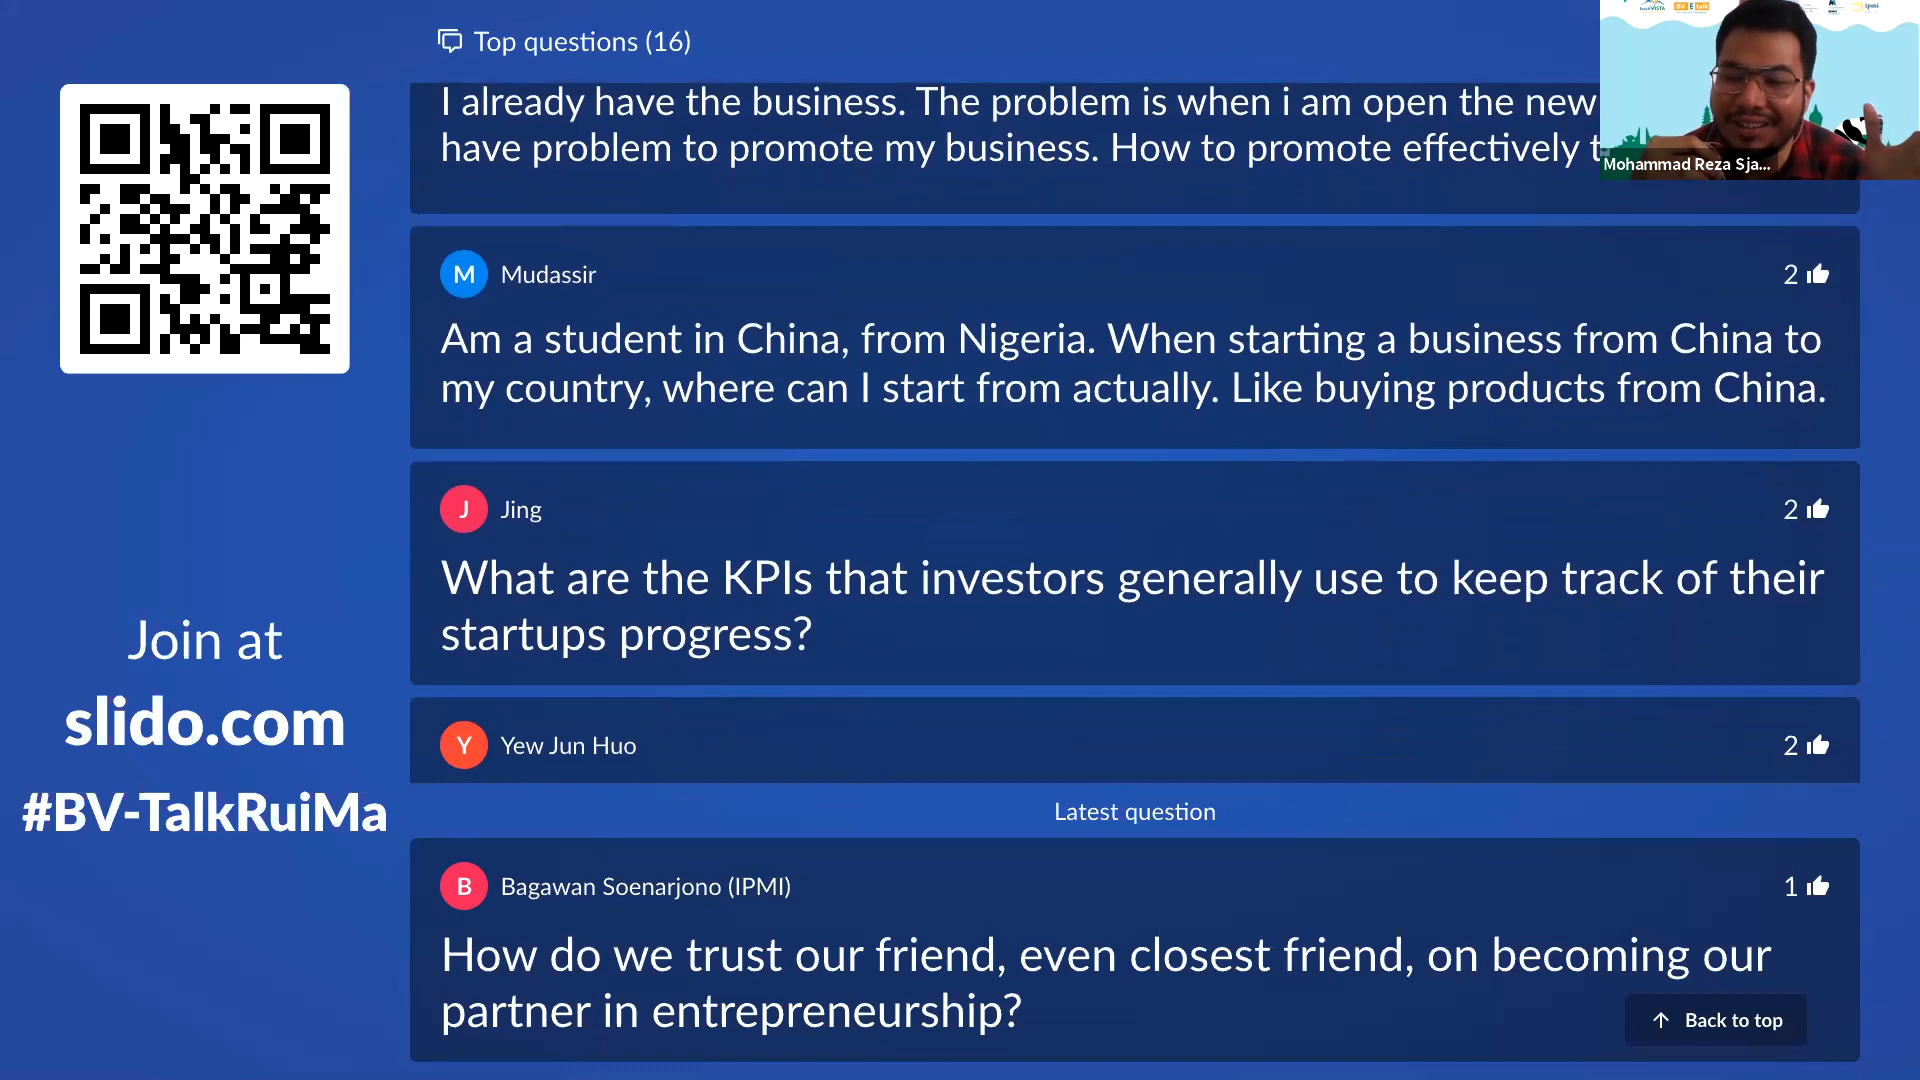 Top questions (16)
I already have the business. The problem is when i am open the new
have problem to promote my business. How to promote effectively
M
Mudassir
2
Am a student in China, from Nigeria. When starting a business from China to
my country, where can I start from actually. Like buying products from China.
J
Jing
2
What are the KPIs that investors generally use to keep track of their
startups progress?
Y
Yew Jun Huo
2
Latest question
B
Bagawan Soenarjono (IPMI)
1
How do we trust our friend, even closest friend, on becoming our
partner in entrepreneurship?
Back to top
Join at
slido.com
#BV-TalkRuiMa
VISTA
BV E talk
ipmi
Mohammad Reza Sja...